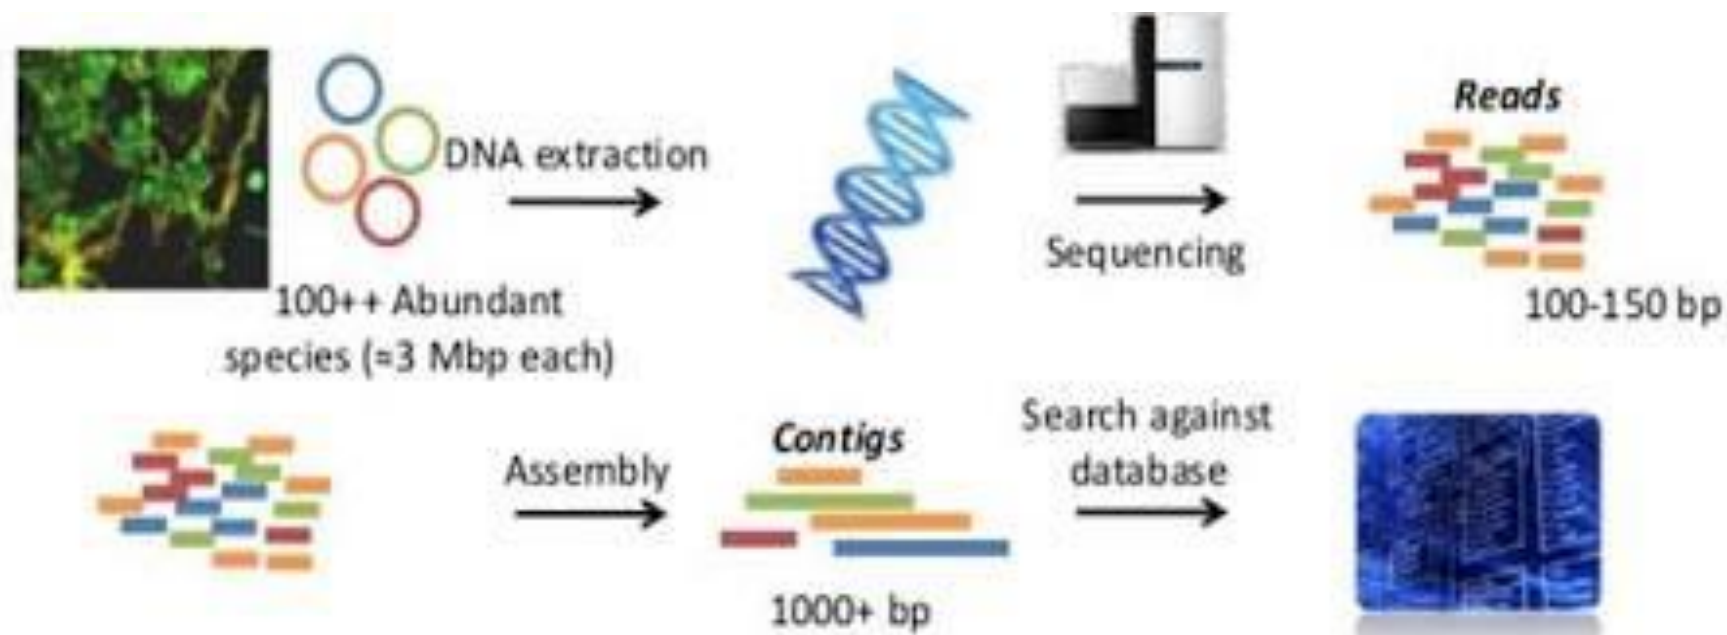 DNA extraction
100++ Abundant
species (≈3 Mbp each)
Sequencing
Reads
100-150 bp
Assembly
Contigs
1000+ bp
Search against
database